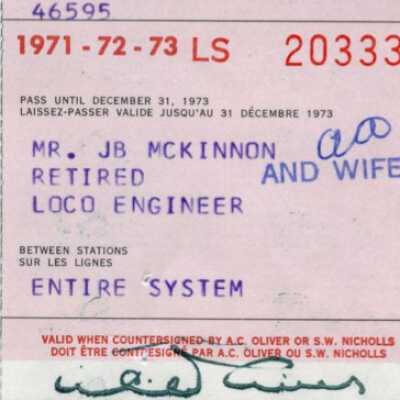 46595
1971-72-73 LS 20333
PASS UNTIL DECEMBER 31, 1973
LAISSEZ-PASSER VALIDE JUSQU'AU 31 DÉCEMBRE 1973
MR. JB MCKINNON
AND WIFE
RETIRED
LOCO ENGINEER
BETWEEN STATIONS
SUR LES LIGNES
ENTIRE SYSTEM
VALID WHEN COUNTERSIGNED BY A.C. OLIVER OR S.W. NICHOLLS
DOIT ÊTRE CONTRESIGNÉ PAR A.C. OLIVER OU S.W. NICHOLLS